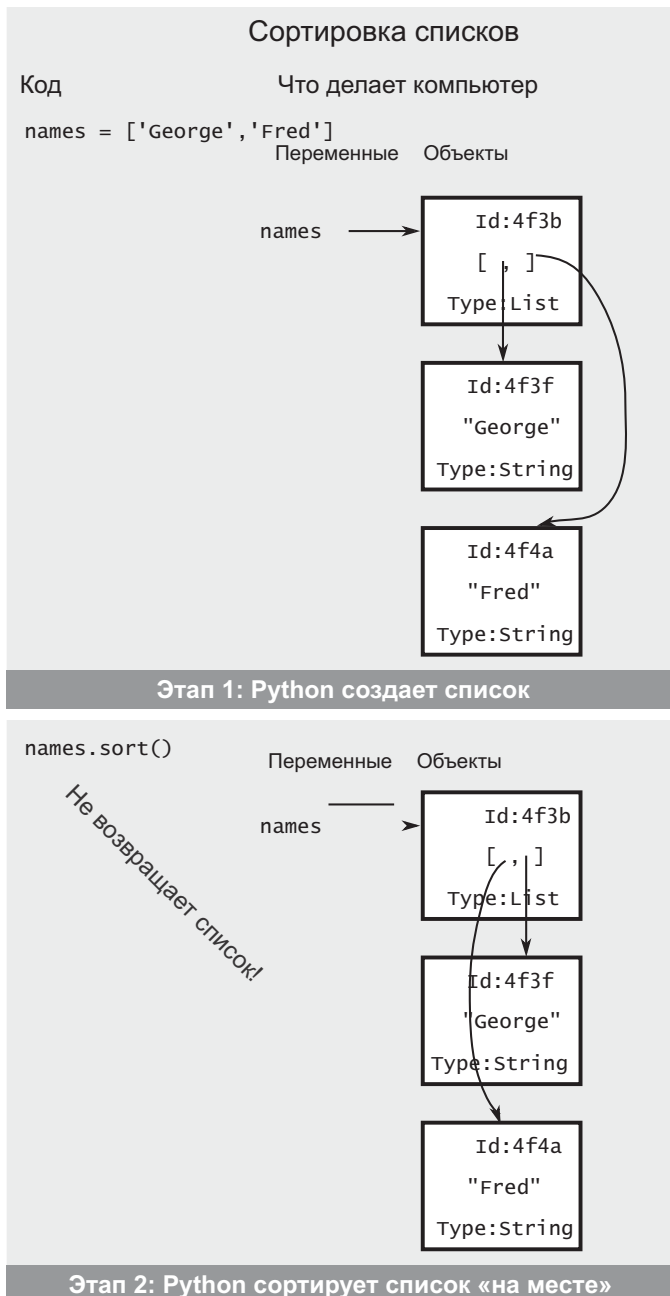 Сортировка списков
Код
Что делает компьютер
names = ['George','Fred']
Переменные Объекты
names
Id:4f3b
[ , ]
Type:List
Id:4f3f
"George"
Type:String
Id:4f4a
"Fred"
Type:String
Этап 1: Python создает список
names.sort()
Переменные Объекты
Не возвращает список!
names
Id:4f3b
[ , ]
Type:List
Id:4f3f
"George"
Type:String
Id:4f4a
"Fred"
Type:String
Этап 2: Python сортирует список «на месте»